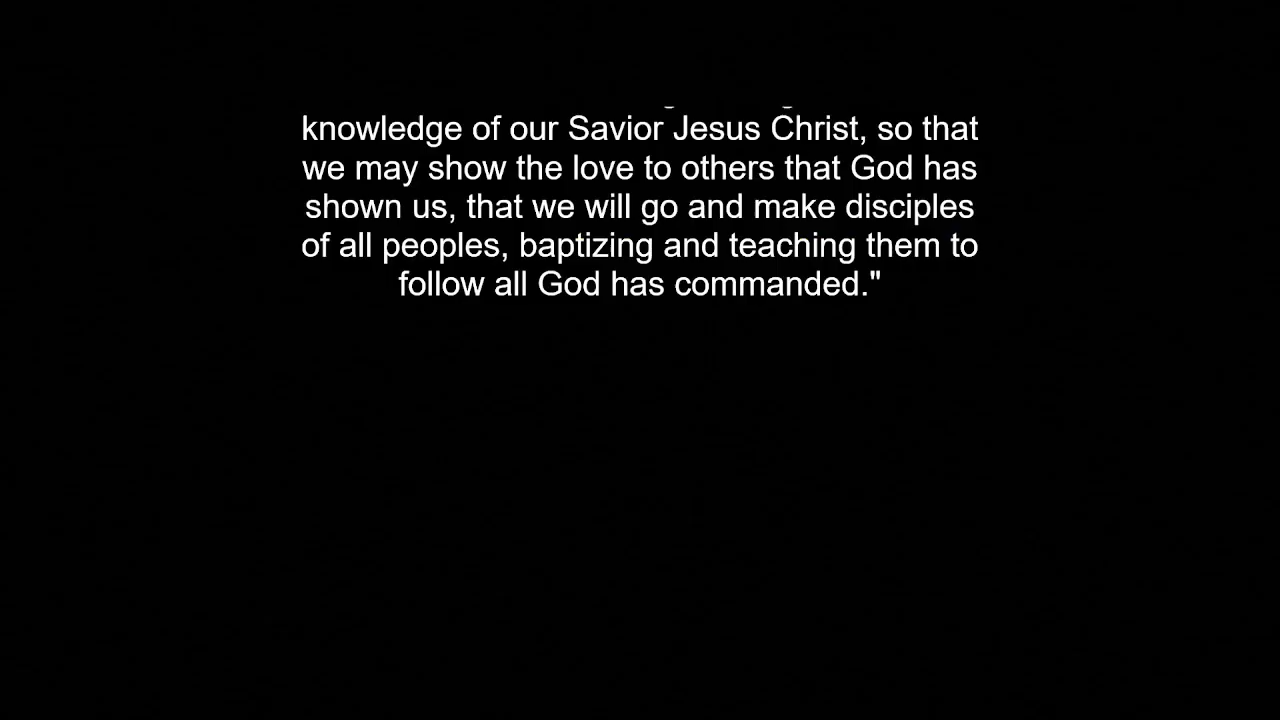 knowledge of our Savior Jesus Christ, so that
we may show the love to others that God has
shown us, that we will go and make disciples
of all peoples, baptizing and teaching them to
follow all God has commanded."